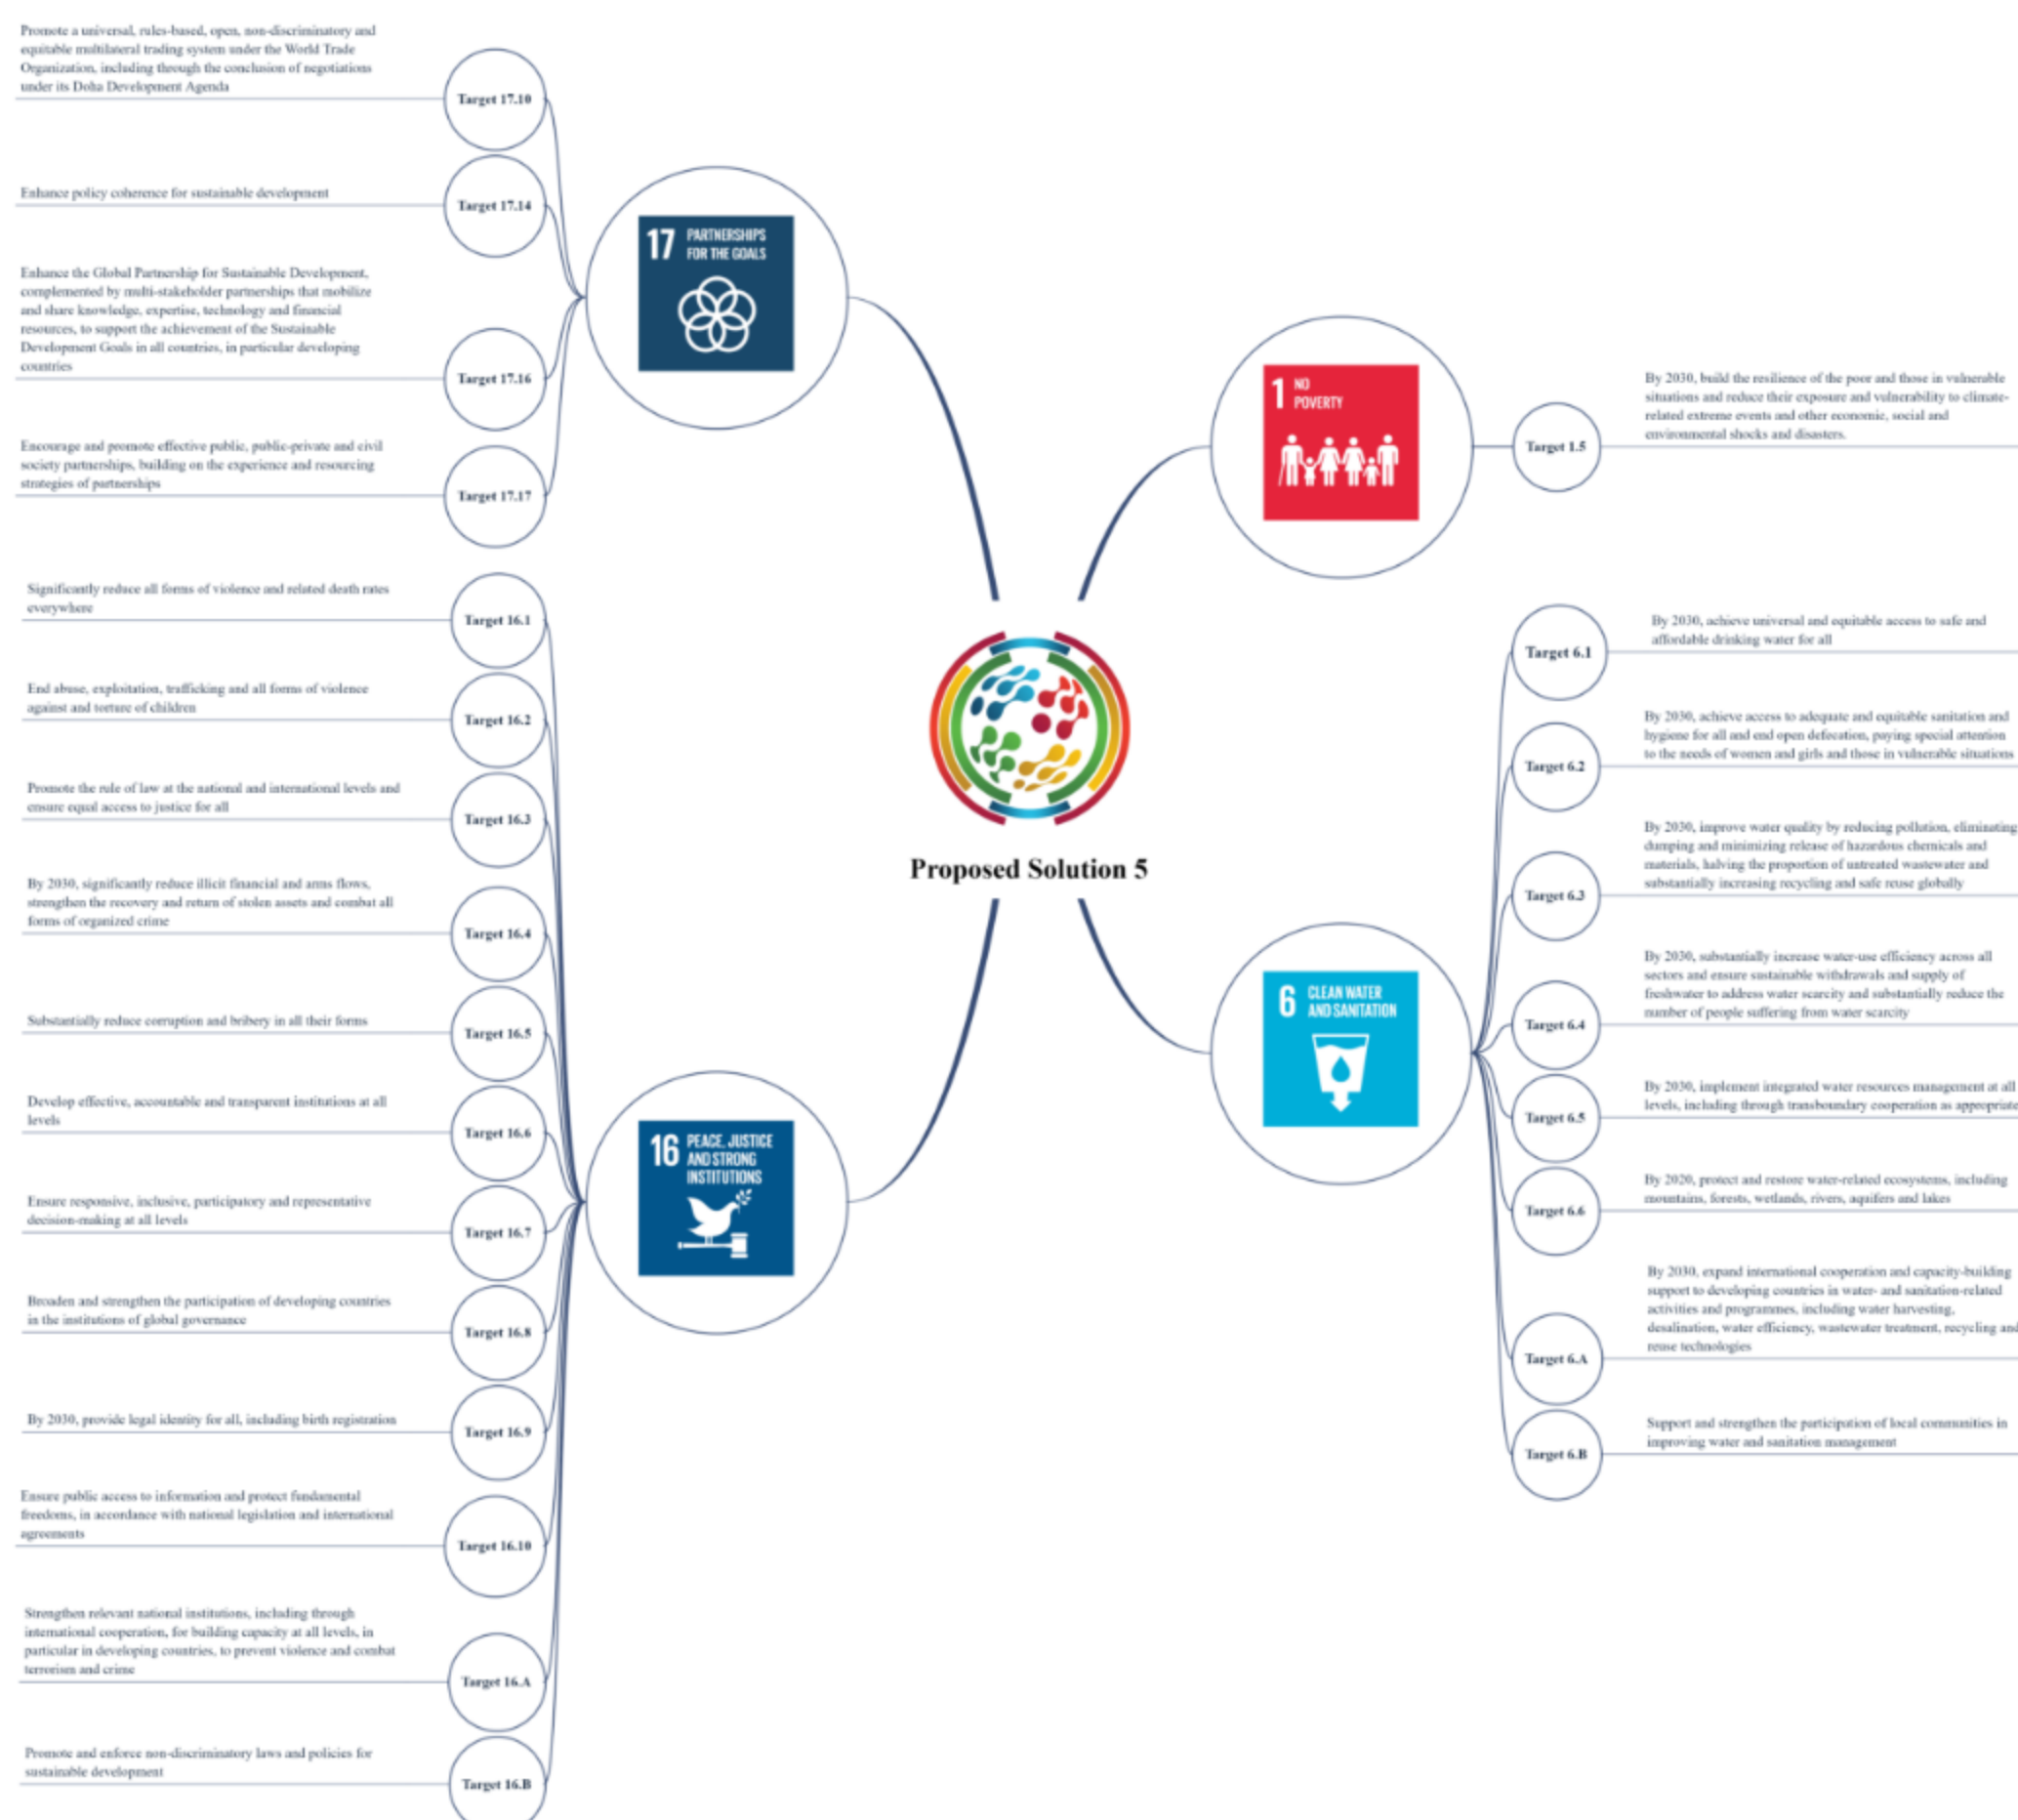 Promote a universal, rules-based, open, non-discriminatory and
equitable multilateral trading system under the World Trade
Organization, including through the conclusion of negotiations
under its Doha Development Agenda
Target 17.10
Enhance policy coherence for sustainable development
Target 17.14
Enhance the Global Partnership for Sustainable Development,
complemented by multi-stakeholder partnerships that mobilize
and share knowledge, expertise, technology and financial
resources, to support the achievement of the Sustainable
Development Goals in all countries, in particular developing
countries
Target 17.16
Encourage and promote effective public, public-private and civil
society partnerships, building on the experience and resourcing
strategies of partnerships
Target 17.17
17 PARTNERSHIPS
FOR THE GOALS
Significantly reduce all forms of violence and related death rates
everywhere
Target 16.1
End abuse, exploitation, trafficking and all forms of violence
against and torture of children
Target 16.2
Promote the rule of law at the national and international levels and
ensure equal access to justice for all
Target 16.3
By 2030, significantly reduce illicit financial and arms flows,
strengthen the recovery and return of stolen assets and combat all
forms of organized crime
Target 16.4
Substantially reduce corruption and bribery in all their forms
Target 16.5
Develop effective, accountable and transparent institutions at all
levels
Target 16.6
Ensure responsive, inclusive, participatory and representative
decision-making at all levels
Target 16.7
Broaden and strengthen the participation of developing countries
in the institutions of global governance
Target 16.8
By 2030, provide legal identity for all, including birth registration
Target 16.9
Ensure public access to information and protect fundamental
freedoms, in accordance with national legislation and international
agreements
Target 16.10
Strengthen relevant national institutions, including through
international cooperation, for building capacity at all levels, in
particular in developing countries, to prevent violence and combat
terrorism and crime
Target 16.A
Promote and enforce non-discriminatory laws and policies for
sustainable development
Target 16.B
16 PEACE, JUSTICE
AND STRONG
INSTITUTIONS
Proposed Solution 5
1 NO
POVERTY
Target 1.5
By 2030, build the resilience of the poor and those in vulnerable
situations and reduce their exposure and vulnerability to climate-
related extreme events and other economic, social and
environmental shocks and disasters.
6 CLEAN WATER
AND SANITATION
Target 6.1
By 2030, achieve universal and equitable access to safe and
affordable drinking water for all
Target 6.2
By 2030, achieve access to adequate and equitable sanitation and
hygiene for all and end open defecation, paying special attention
to the needs of women and girls and those in vulnerable situations
Target 6.3
By 2030, improve water quality by reducing pollution, eliminating
dumping and minimizing release of hazardous chemicals and
materials, halving the proportion of untreated wastewater and
substantially increasing recycling and safe reuse globally
Target 6.4
By 2030, substantially increase water-use efficiency across all
sectors and ensure sustainable withdrawals and supply of
freshwater to address water scarcity and substantially reduce the
number of people suffering from water scarcity
Target 6.5
By 2030, implement integrated water resources management at all
levels, including through transboundary cooperation as appropriate
Target 6.6
By 2020, protect and restore water-related ecosystems, including
mountains, forests, wetlands, rivers, aquifers and lakes
Target 6.A
By 2030, expand international cooperation and capacity-building
support to developing countries in water- and sanitation-related
activities and programmes, including water harvesting,
desalination, water efficiency, wastewater treatment, recycling and
reuse technologies
Target 6.B
Support and strengthen the participation of local communities in
improving water and sanitation management